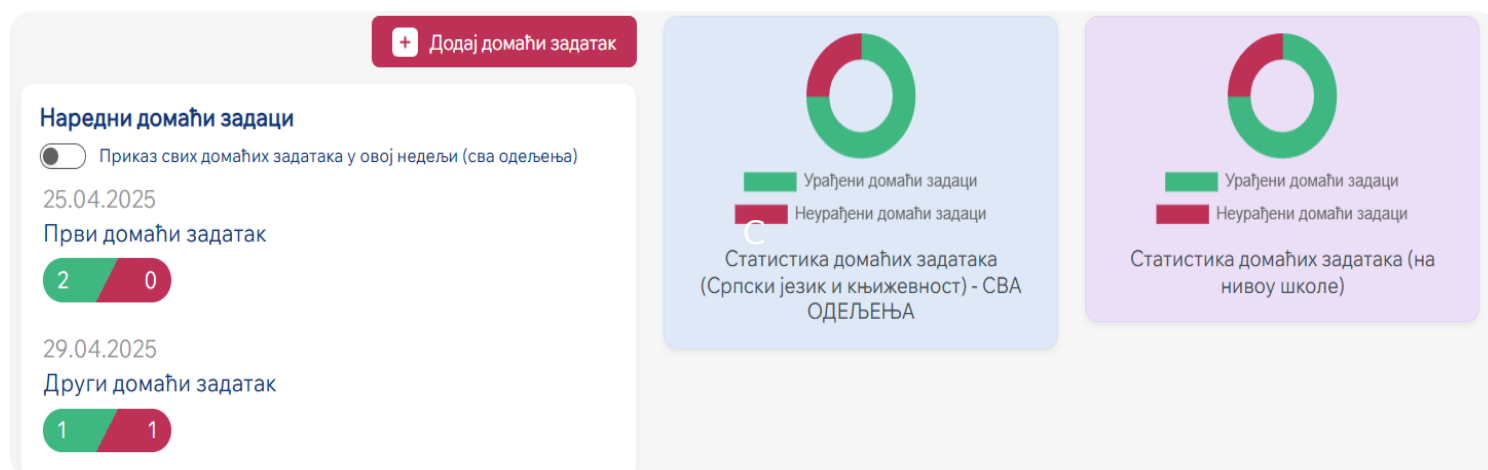 Додај домаћи задатак
Наредни домаћи задаци
Приказ свих домаћих задатака у овој недељи (сва одељења)
25.04.2025
Први домаћи задатак
2 0
29.04.2025
Други домаћи задатак
1 1
Урађени домаћи задаци
Неурађени домаћи задаци
С
Статистика домаћих задатака
(Српски језик и књижевност) - СВА
ОДЕЉЕЊА
Урађени домаћи задаци
Неурађени домаћи задаци
Статистика домаћих задатака (на
нивоу школе)